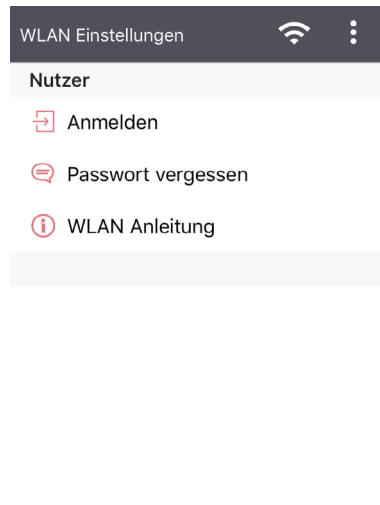 WLAN Einstellungen
Nutzer
Anmelden
Passwort vergessen
WLAN Anleitung